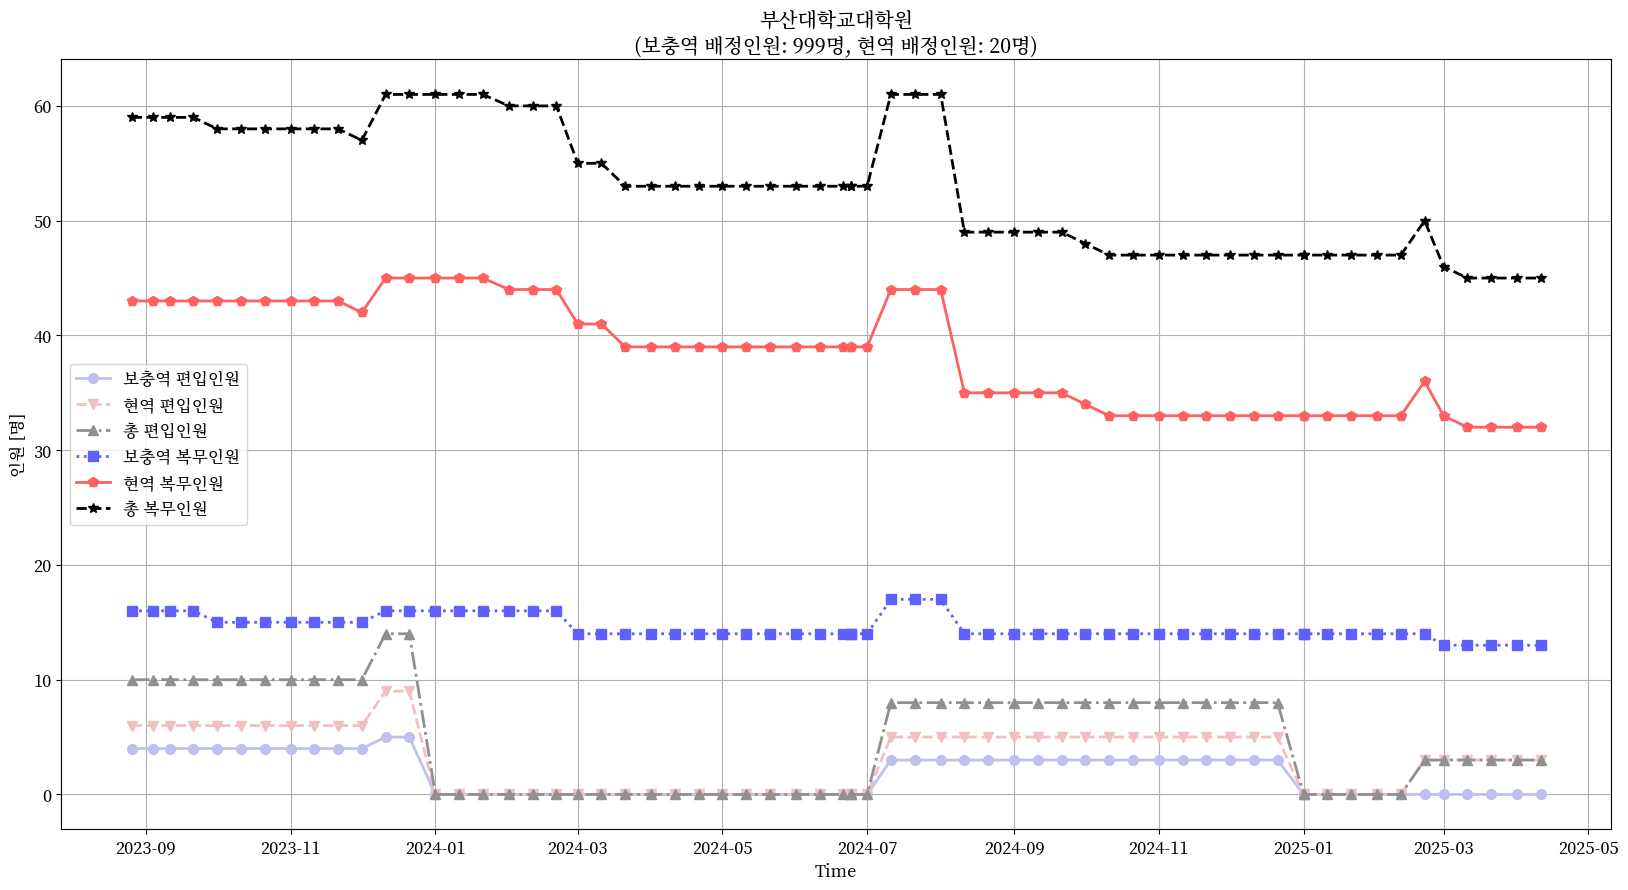 부산대학교대학원
(보충역 배정인원: 999명, 현역 배정인원: 20명)
인원 [명]
60
50
40
30
20
10
0
보충역 편입인원
현역 편입인원
총 편입인원
보충역 복무인원
현역 복무인원
총 복무인원
2023-09
2023-11
2024-01
2024-03
2024-05
2024-07
2024-09
2024-11
2025-01
2025-03
2025-05
Time